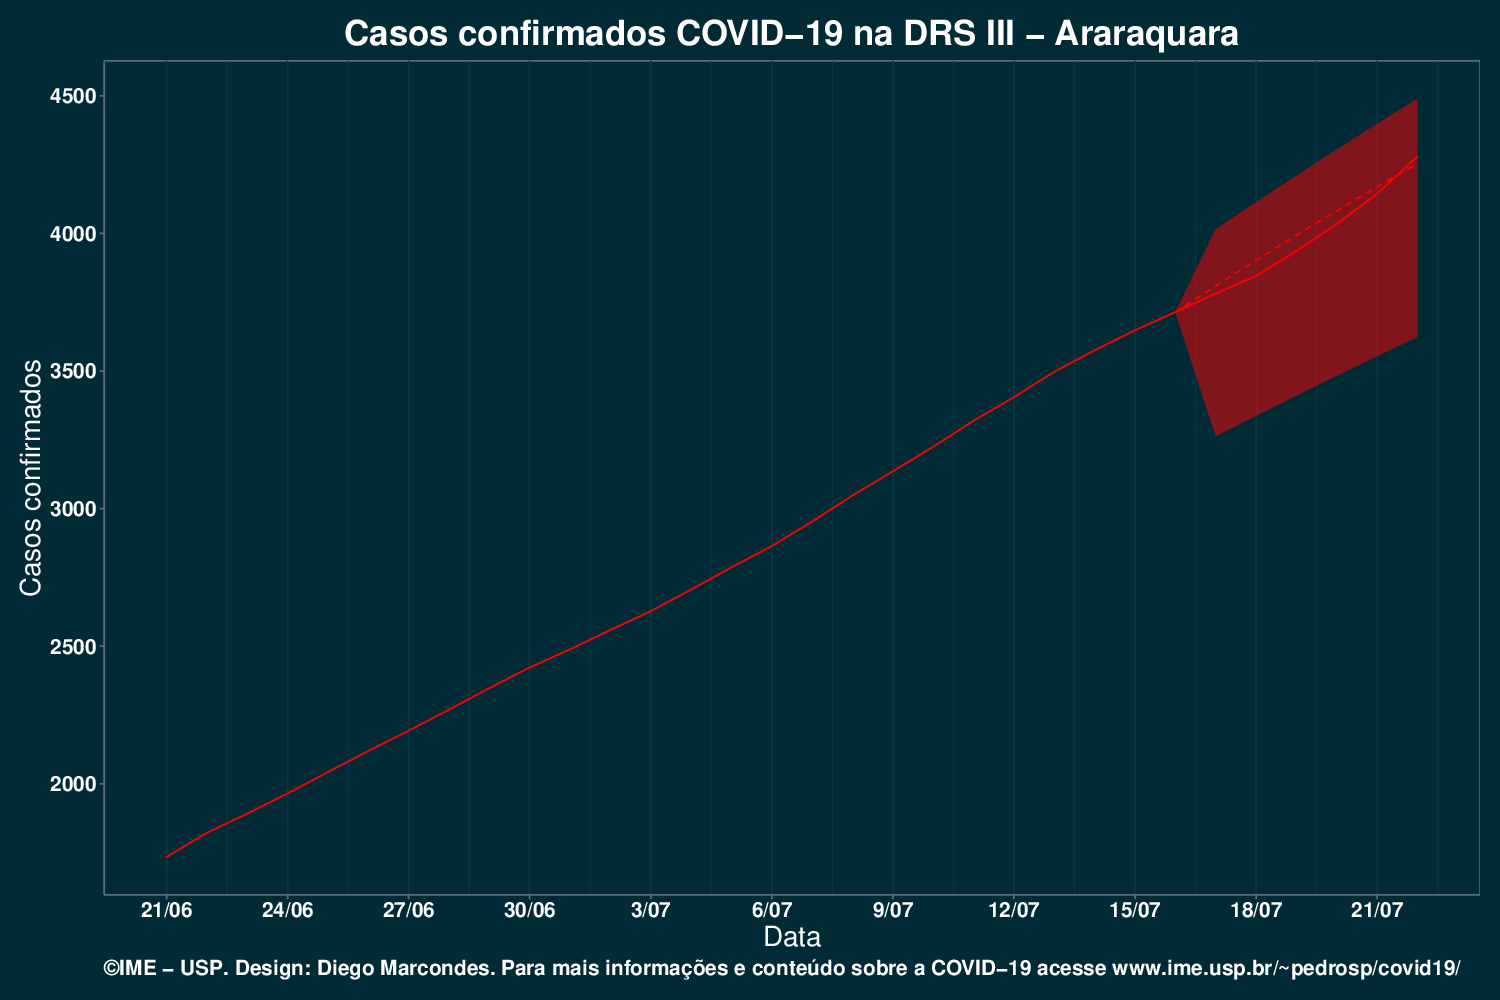 Casos confirmados COVID−19 na DRS III − Araraquara
Casos confirmados
4500
4000
3500
3000
2500
2000
21/06 24/06 27/06 30/06 3/07 6/07 9/07 12/07 15/07 18/07 21/07
Data
©IME − USP. Design: Diego Marcondes. Para mais informações e conteúdo sobre a COVID−19 acesse www.ime.usp.br/~pedrosp/covid19/